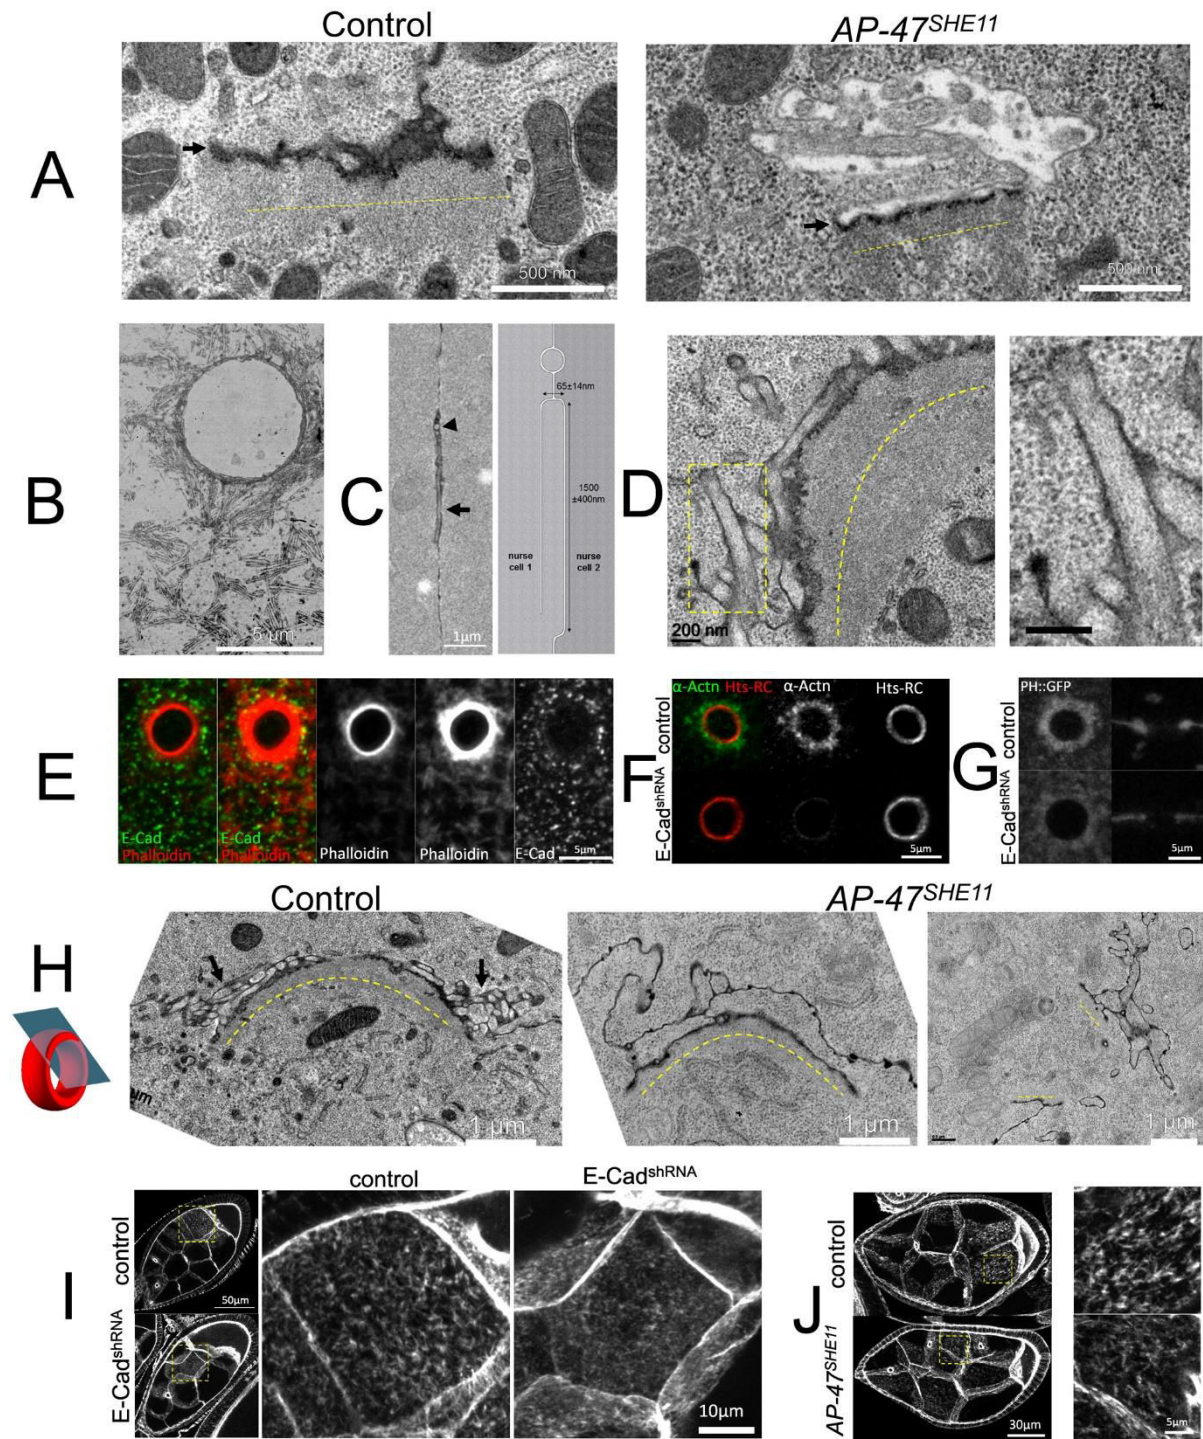 Control
AP-47SHE11
A
500 nm
500 nm
B
5 µm
C
1µm
65±14nm
1500
±400nm
nurse
cell 1
nurse
cell 2
D
200 nm
E
E-Cad
Phalloidin
E-Cad
Phalloidin
Phalloidin
Phalloidin
E-Cad
5µm
F
control
E-CadshRNA
α-Actn Hts-RC
α-Actn
Hts-RC
5µm
G
control
E-CadshRNA
PH::GFP
5µm
Control
AP-47SHE11
H
1 µm
1 µm
1 µm
control
E-CadshRNA
I
control
E-CadshRNA
50µm
10µm
J
control
AP-47SHE11
30µm
5µm